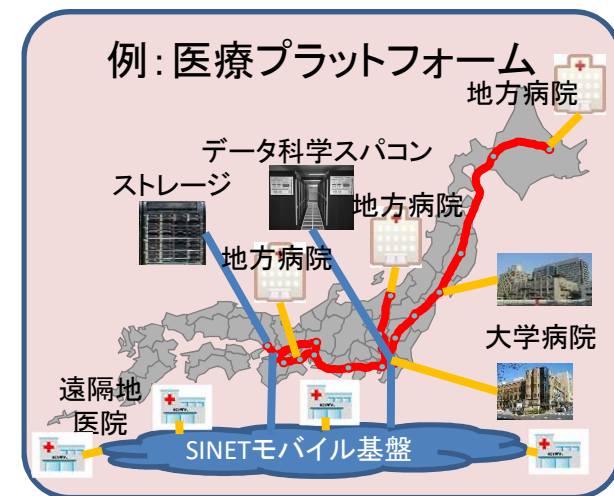 例：医療プラットフォーム
地方病院
データ科学スパコン
ストレージ
地方病院
地方病院
大学病院
遠隔地
医院
SINETモバイル基盤